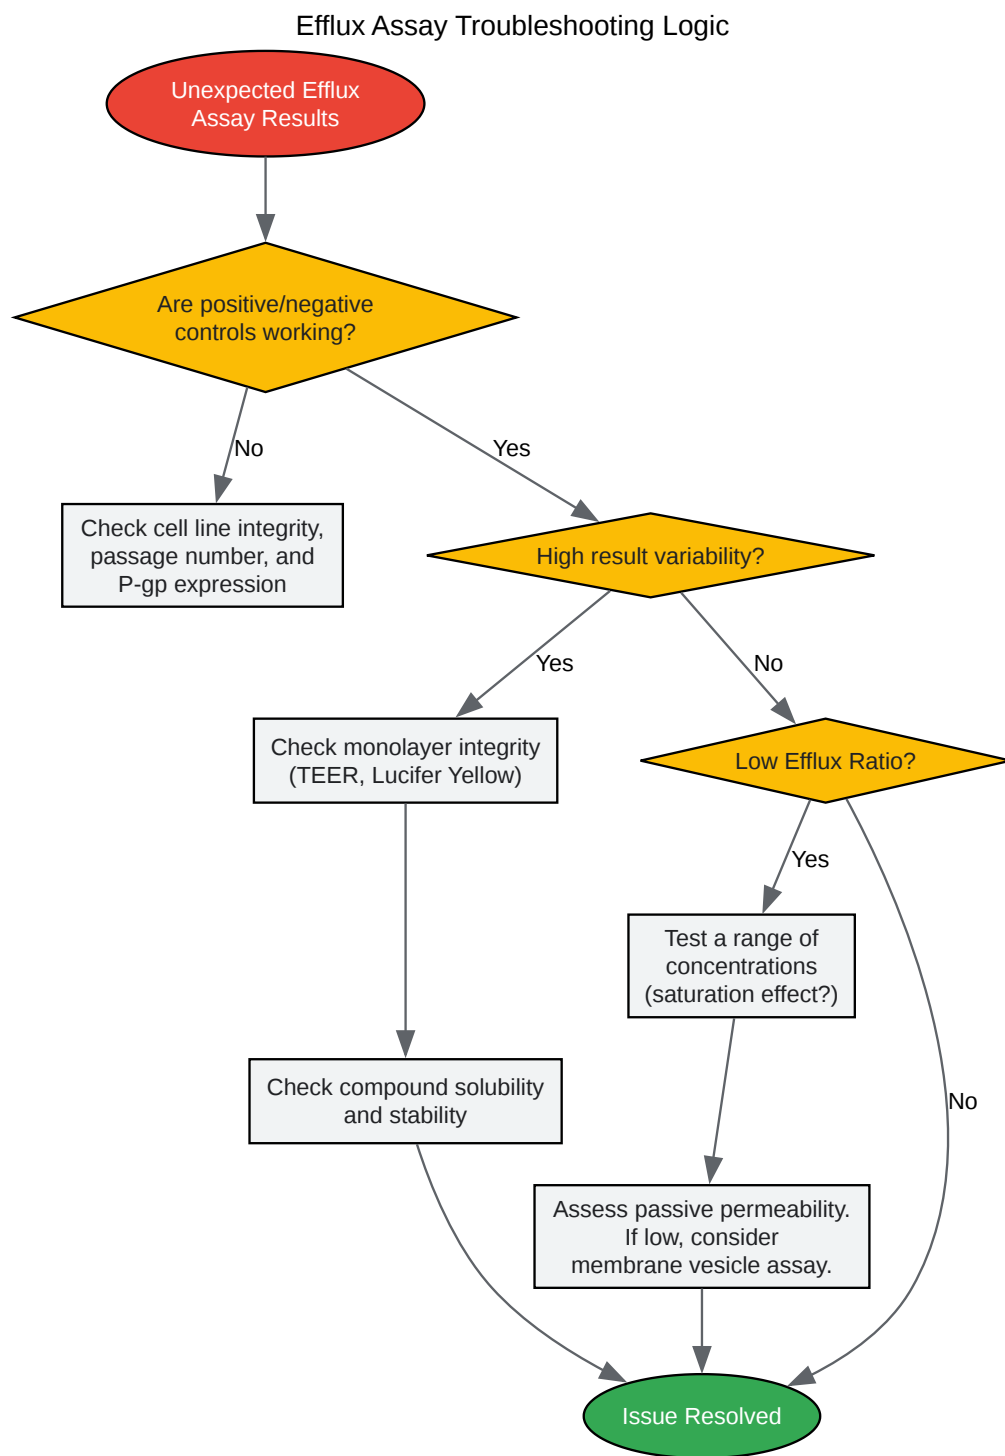 Efflux Assay Troubleshooting Logic
Unexpected Efflux
Assay Results
Are positive/negative
controls working?
No
Yes
Check cell line integrity,
passage number, and
P-gp expression
High result variability?
Yes
No
Check monolayer integrity
(TEER, Lucifer Yellow)
Low Efflux Ratio?
Yes
Test a range of
concentrations
(saturation effect?)
Check compound solubility
and stability
No
Assess passive permeability.
If low, consider
membrane vesicle assay.
Issue Resolved